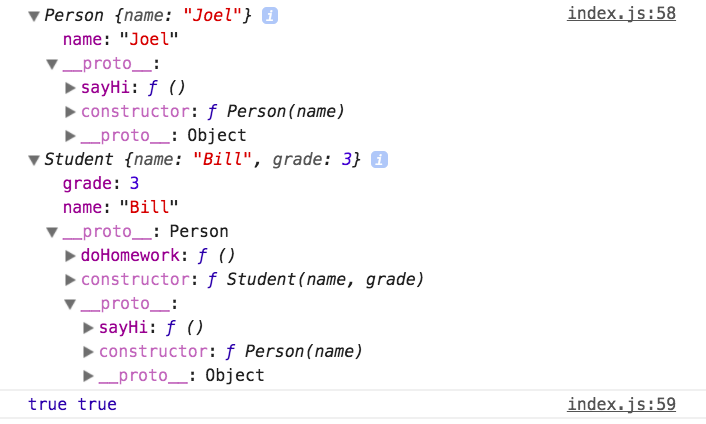 ▼Person {name: "Joel"} i index.js:58
name: "Joel"
▼__proto__:
▶sayHi: ƒ ()
▶constructor: ƒ Person(name)
▶__proto__: Object
▼Student {name: "Bill", grade: 3} i
grade: 3
name: "Bill"
▼__proto__: Person
▶doHomework: ƒ ()
▶constructor: ƒ Student(name, grade)
▼__proto__:
▶sayHi: ƒ ()
▶constructor: ƒ Person(name)
▶__proto__: Object
true true index.js:59